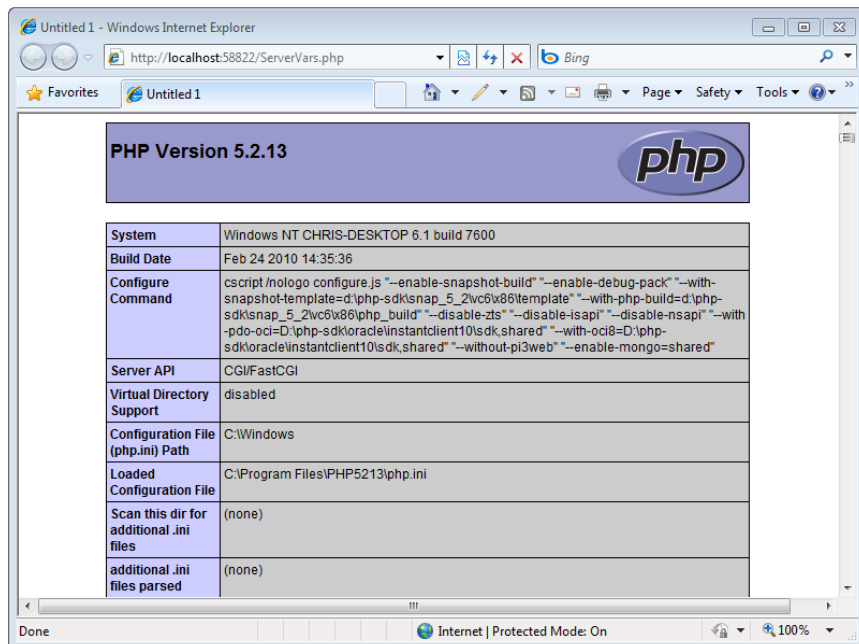 Untitled 1 - Windows Internet Explorer
http://localhost:58822/ServerVars.php
Bing
Favorites
Untitled 1
Page
Safety
Tools
PHP Version 5.2.13
php
System
Windows NT CHRIS-DESKTOP 6.1 build 7600
Build Date
Feb 24 2010 14:35:36
Configure
Command
cscript /nologo configure.js "--enable-snapshot-build" "--enable-debug-pack" "--with-
snapshot-template=d:\php-sdk\snap_5_2\vc6\x86\template" "--with-php-build=d:\php-
sdk\snap_5_2\vc6\x86\php_build" "--disable-zts" "--disable-isapi" "--disable-nsapi" "--with
-pdo-oci=D:\php-sdk\oracle\instantclient10\sdk,shared" "--with-oci8=D:\php-
sdk\oracle\instantclient10\sdk,shared" "--without-pi3web" "--enable-mongo=shared"
Server API
CGI/FastCGI
Virtual Directory
Support
disabled
Configuration File
(php.ini) Path
C:\Windows
Loaded
Configuration File
C:\Program Files\PHP5213\php.ini
Scan this dir for
additional .ini
files
(none)
additional .ini
files parsed
(none)
Done
Internet | Protected Mode: On
100%